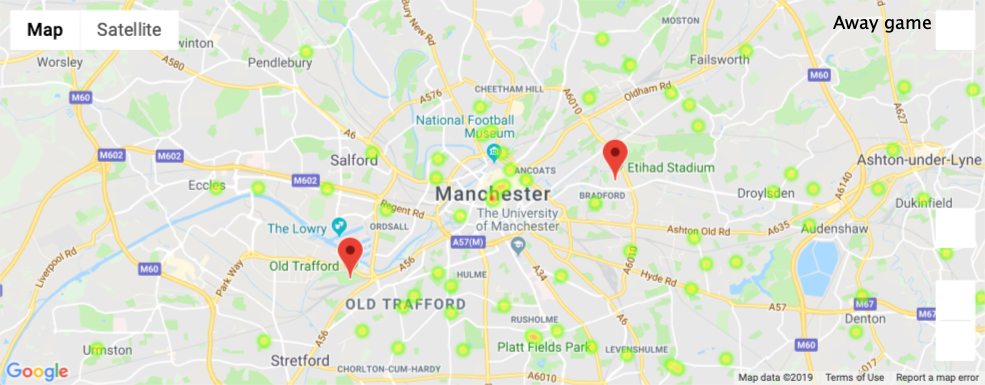 Map Satellite
Away game
MOSTON
Worsley
winton
Pendlebury
Bury New Rd
Failsworth
A580
M60
A576
CHEETHAM HILL
A6010
Oldham Rd
M60
A627
National Football
Museum
A6
M602
M602
Salford
ANCOATS
Etihad Stadium
Ashton-under-Lyne
Eccles
M602
Manchester
BRADFORD
Droylsden
A6140
Dukinfield
Regent Rd
The University
of Manchester
The Lowry
ORDSALL
A57(M)
Ashton Old Rd
A635
Audenshaw
Liverpool Rd
M60
Park Way
Old Trafford
A56
HULME
A34
A6010
Hyde Rd
OLD TRAFFORD
A57
M67
M67
RUSHOLME
A6
Denton
A56
Urmston
Stretford
Platt Fields Park
LEVENSHULME
M60
CHORLTON-CUM-HARDY
A6010
A017
Google
Map data ©2019 Terms of Use Report a map error